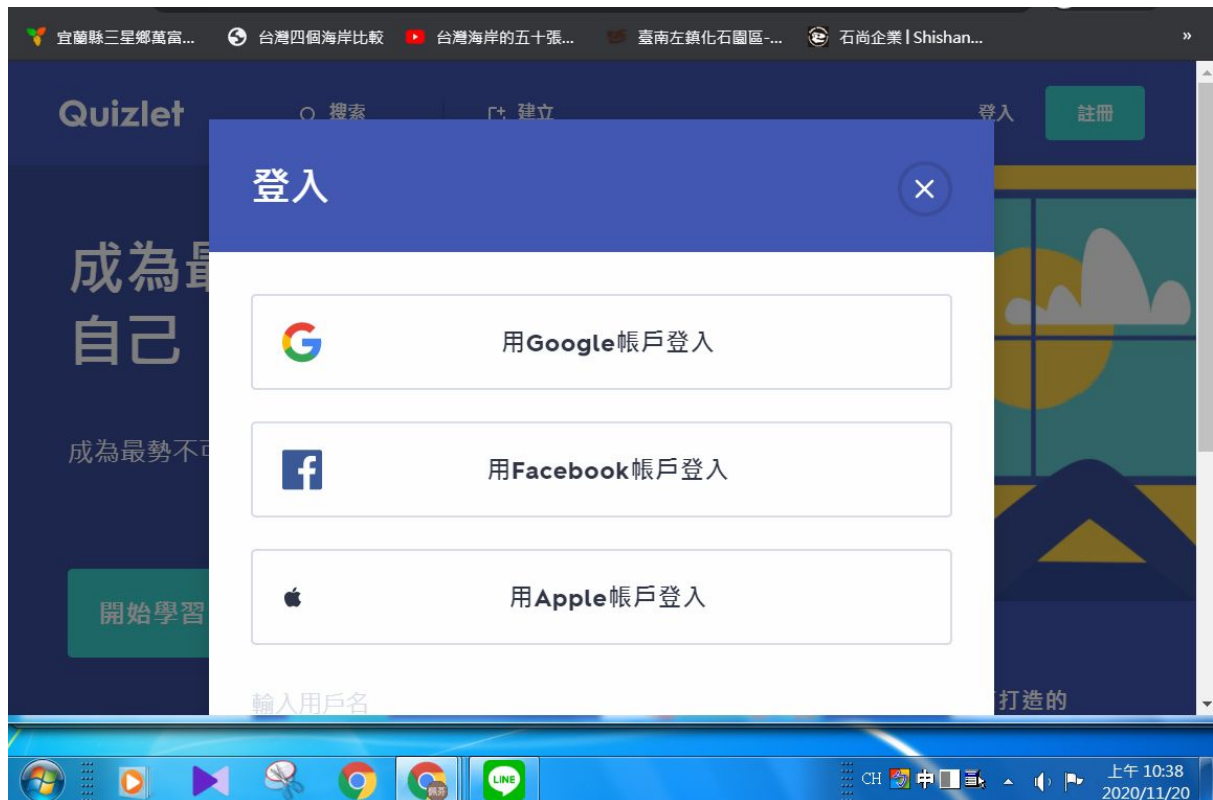 宜蘭縣三星鄉萬富...
台灣四個海岸比較
台灣海岸的五十張...
臺南左鎮化石園區-...
石尚企業 | Shishan...
»
Quizlet
搜索
建立
登入
註冊
登入
成為最
自己
用Google帳戶登入
成為最勢不可
用Facebook帳戶登入
用Apple帳戶登入
開始學習
輸入用戶名
打造的
LINE
CH
中
上午 10:38
2020/11/20